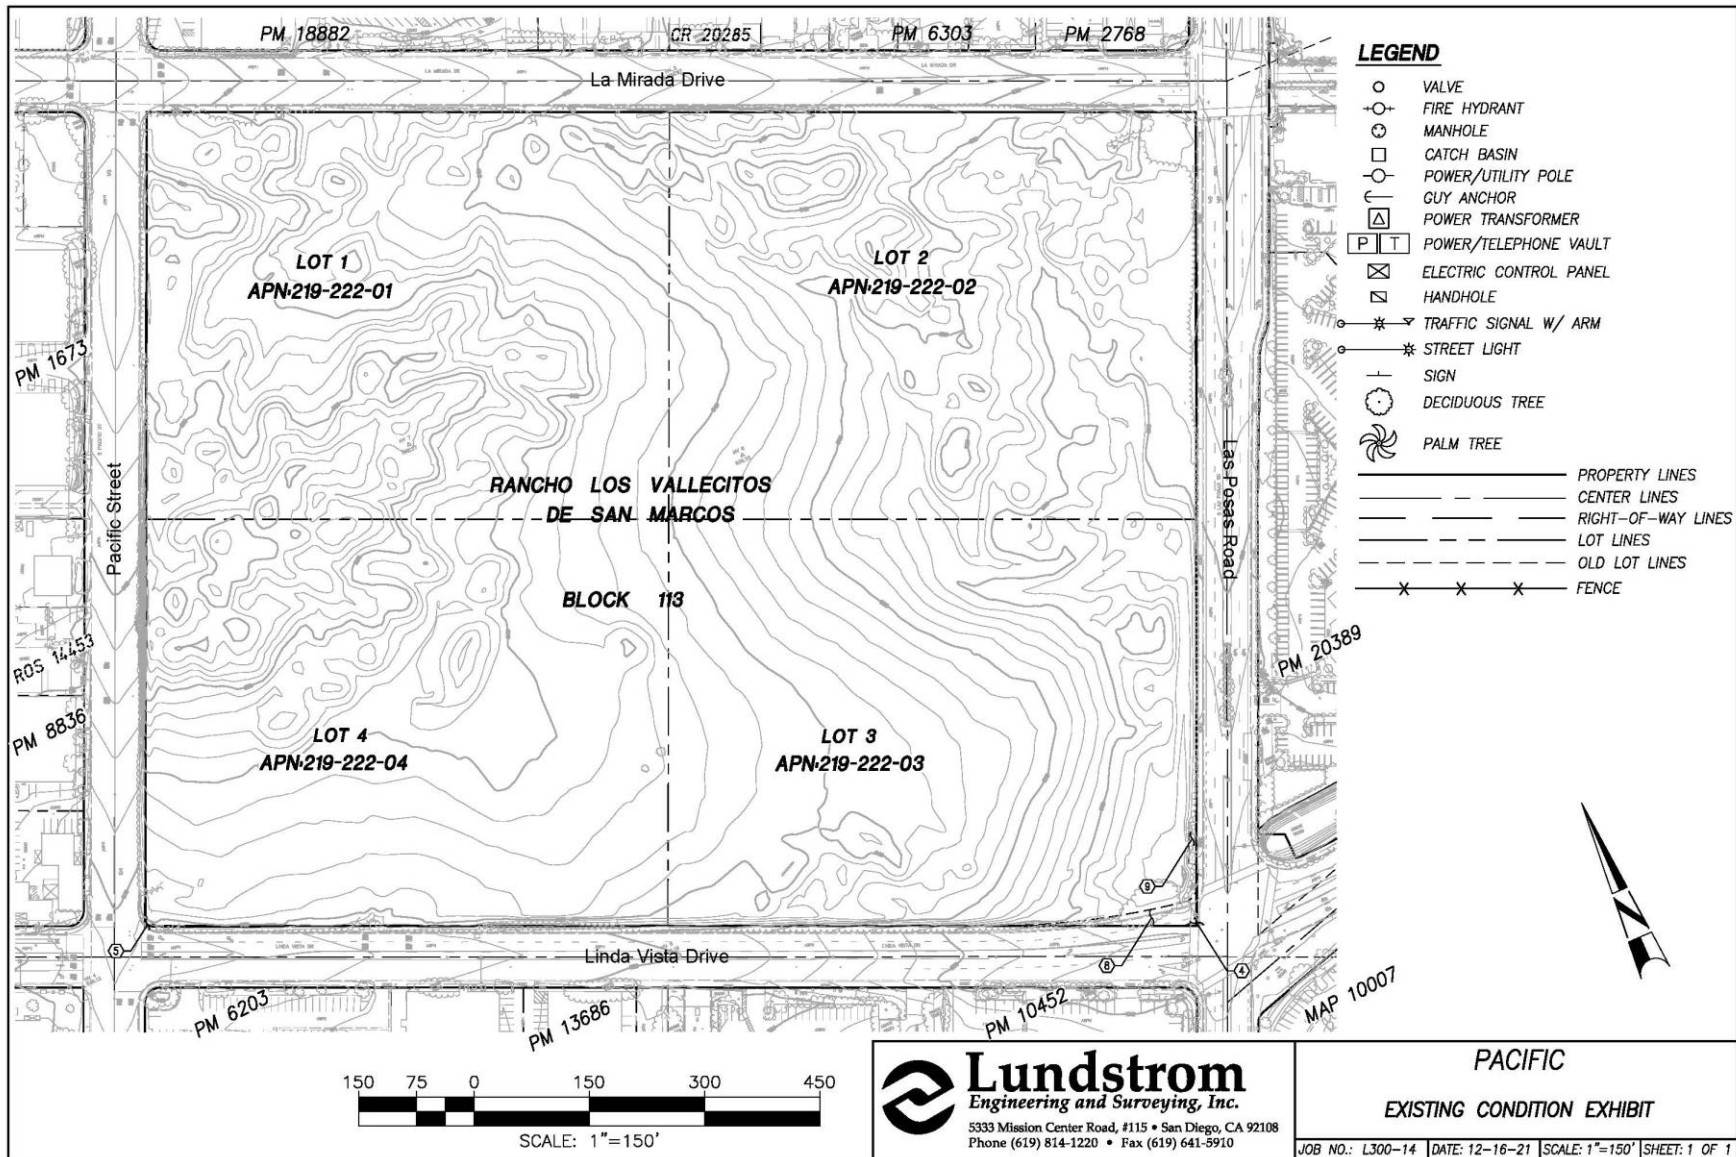 PM 18882
CR 20285
PM 6303
PM 2768
La Mirada Drive
LOT 1
APN:219-222-01
LOT 2
APN:219-222-02
PM 1673
Pacific Street
RANCHO LOS VALLECITOS
DE SAN MARCOS
BLOCK 113
Las Posas Road
ROS 14453
PM 8836
PM 20389
LOT 4
APN:219-222-04
LOT 3
APN:219-222-03
9
5
8
4
Linda Vista Drive
PM 6203
PM 13686
PM 10452
MAP 10007
LEGEND
VALVE
FIRE HYDRANT
MANHOLE
CATCH BASIN
POWER/UTILITY POLE
GUY ANCHOR
POWER TRANSFORMER
P T POWER/TELEPHONE VAULT
ELECTRIC CONTROL PANEL
HANDHOLE
TRAFFIC SIGNAL W/ ARM
STREET LIGHT
SIGN
DECIDUOUS TREE
PALM TREE
PROPERTY LINES
CENTER LINES
RIGHT-OF-WAY LINES
LOT LINES
OLD LOT LINES
FENCE
150 75 0 150 300 450
SCALE: 1"=150'
Lundstrom
Engineering and Surveying, Inc.
5333 Mission Center Road, #115 • San Diego, CA 92108
Phone (619) 814-1220 • Fax (619) 641-5910
PACIFIC
EXISTING CONDITION EXHIBIT
JOB NO.: L300-14 DATE: 12-16-21 SCALE: 1"=150' SHEET: 1 OF 1